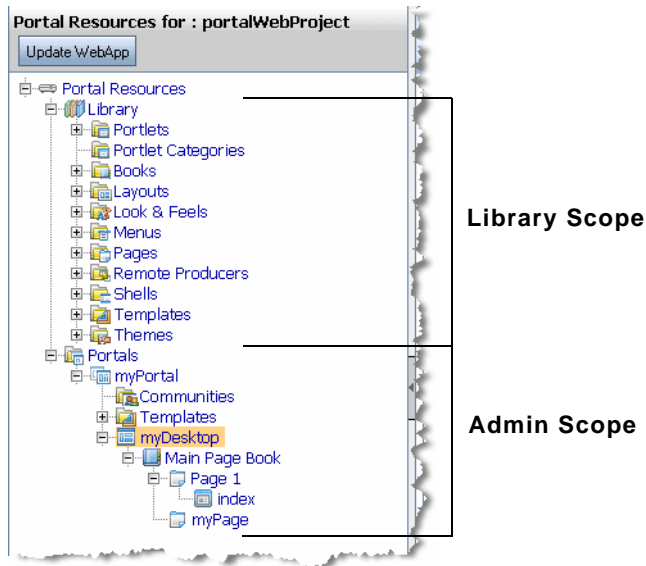 Portal Resources for : portalWebProject
Update WebApp
Portal Resources
Library
Portlets
Portlet Categories
Books
Layouts
Look & Feels
Menus
Pages
Remote Producers
Shells
Templates
Themes
Portals
myPortal
Communities
Templates
myDesktop
Main Page Book
Page 1
index
myPage
Library Scope
Admin Scope